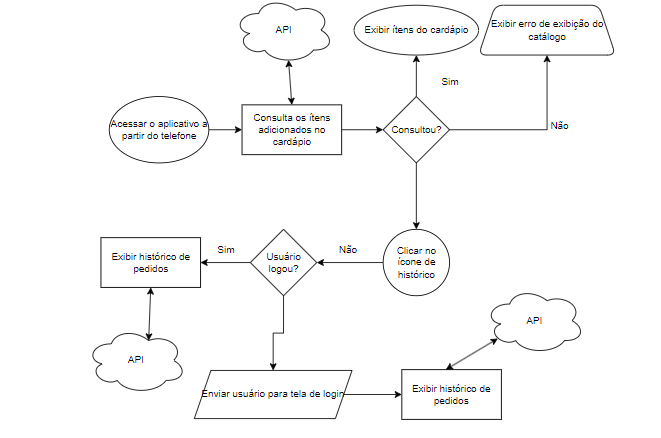 API
Exibir ítens do cardápio
Exibir erro de exibição do
catálogo
Sim
Acessar o aplicativo a
partir do telefone
Consulta os ítens
adicionados no
cardápio
Consultou?
Não
Exibir histórico de
pedidos
Sim
Usuário
logou?
Não
Clicar no
ícone de
histórico
API
API
Enviar usuário para tela de login
Exibir histórico de
pedidos